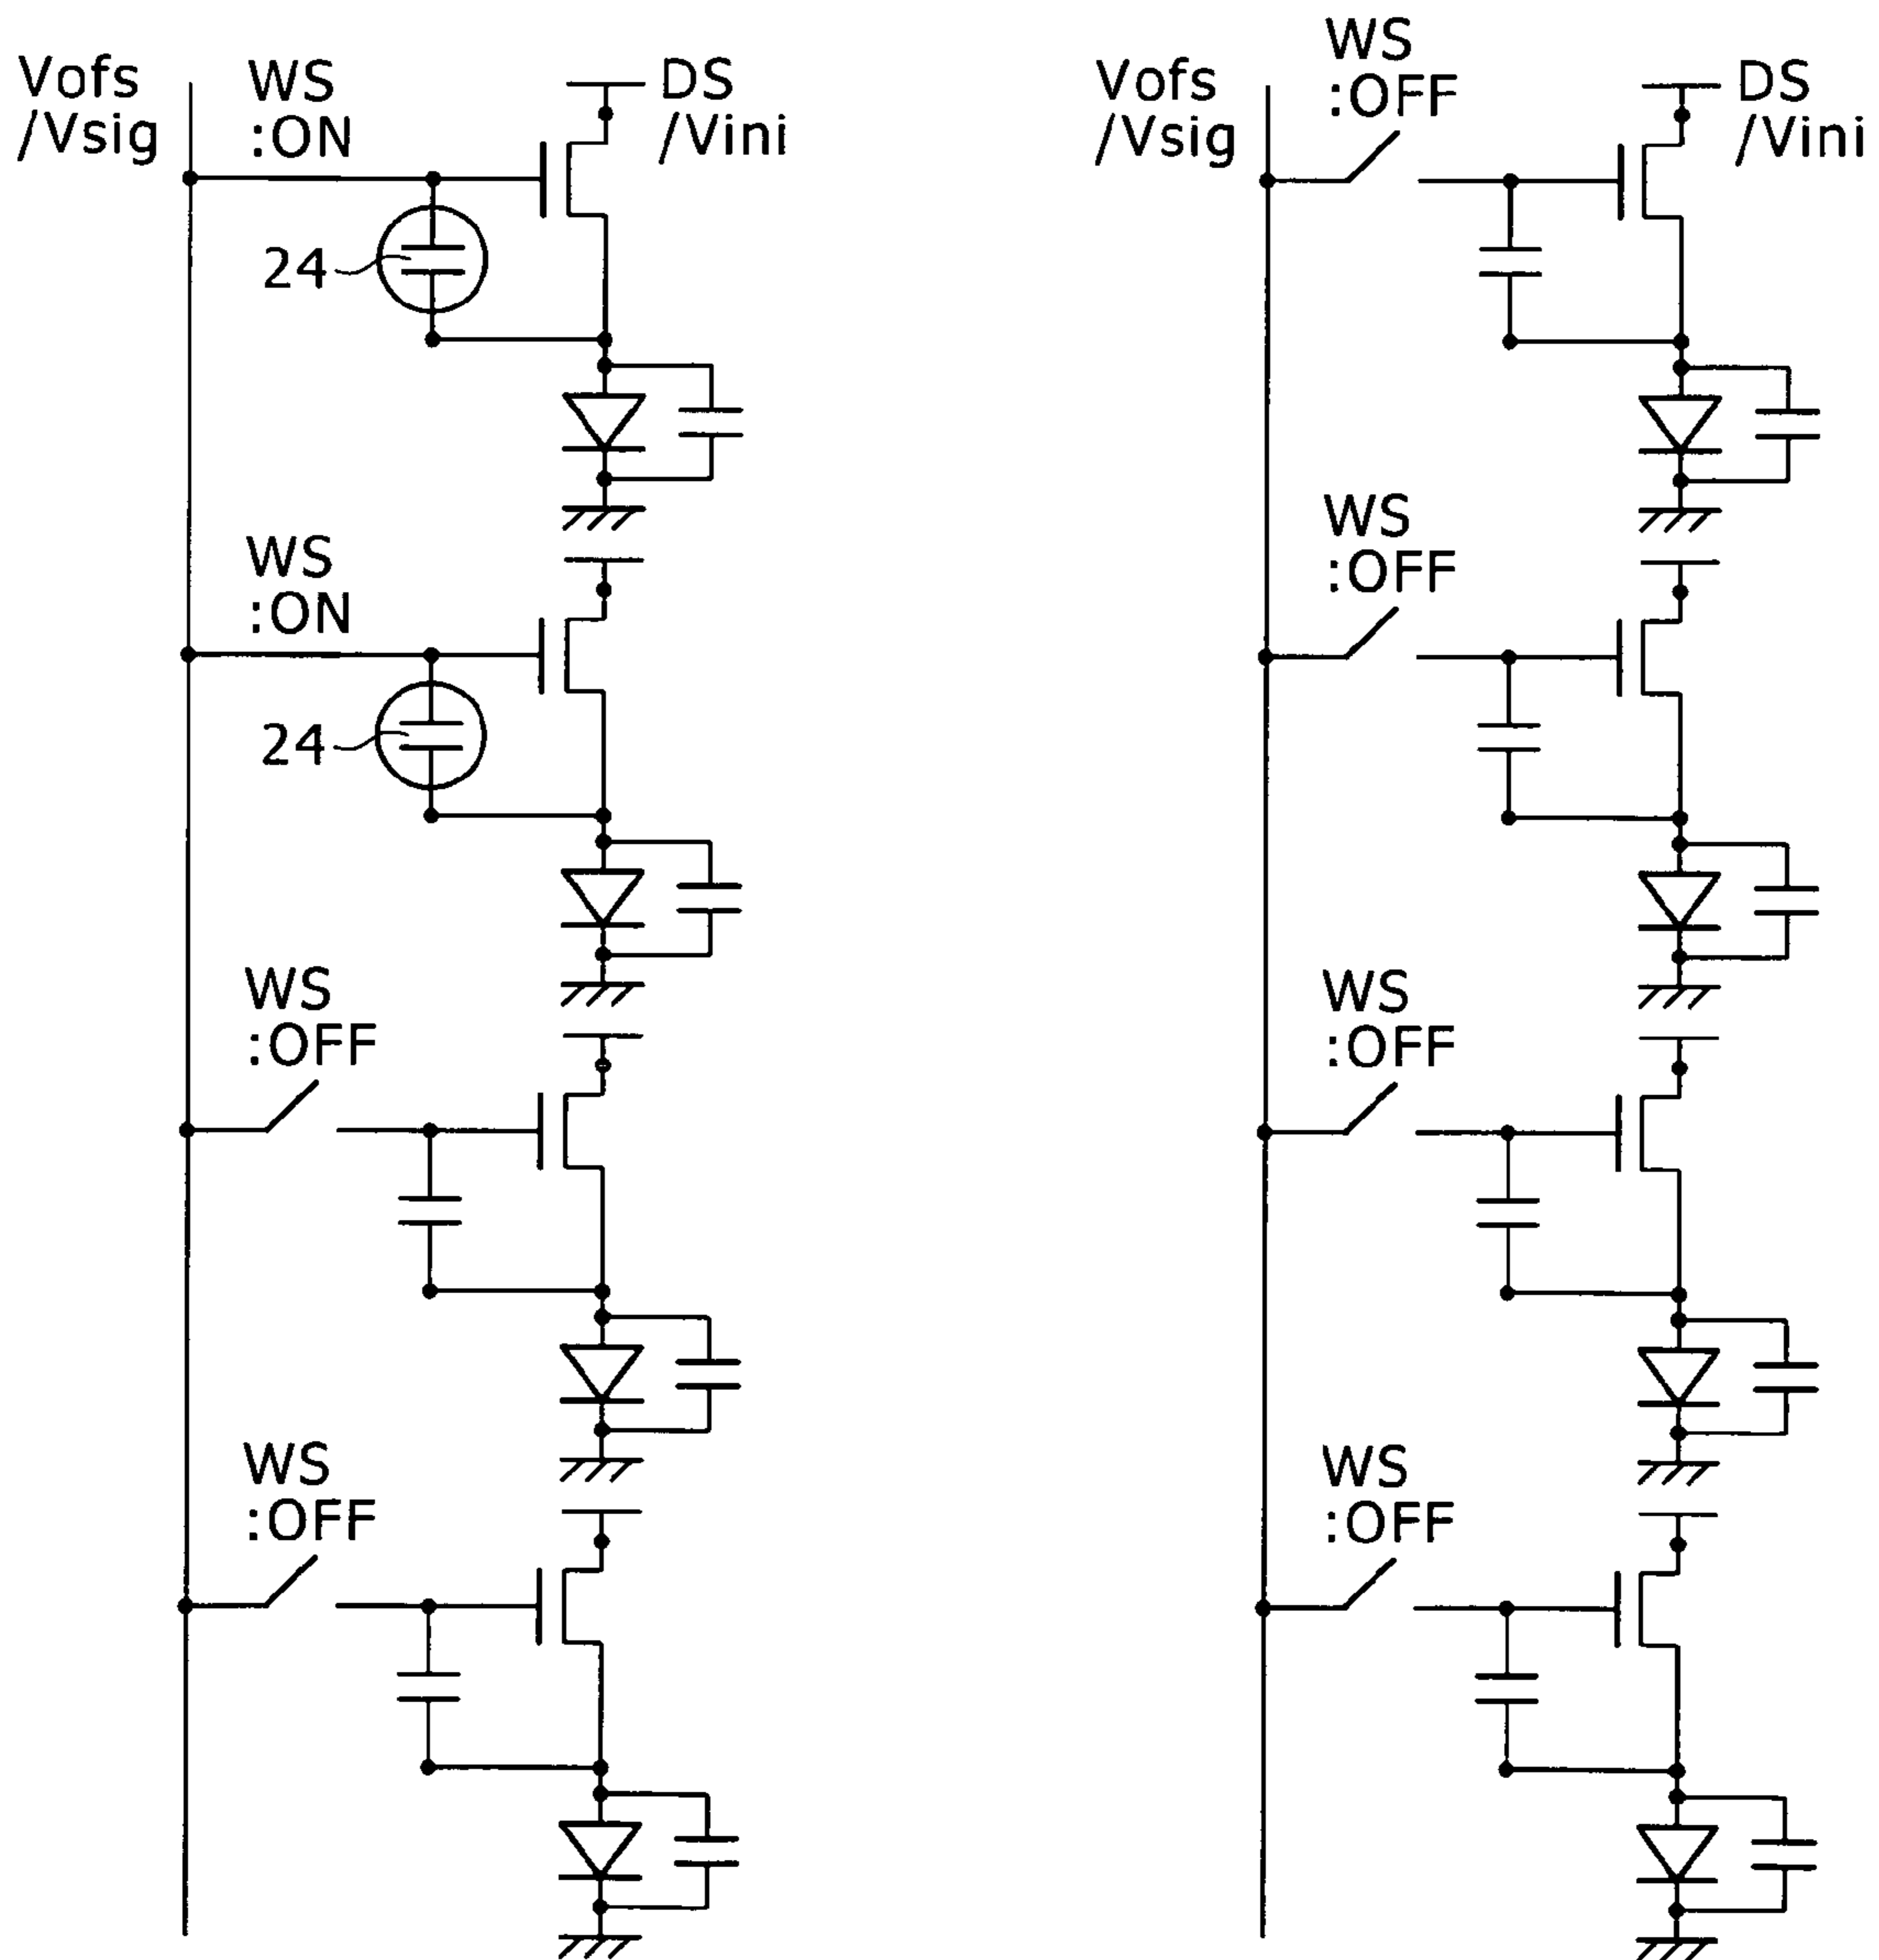 Vofs
/Vsig
WS
:ON
DS
/Vini
24
WS
:ON
24
WS
:OFF
WS
:OFF
Vofs
/Vsig
WS
:OFF
DS
/Vini
WS
:OFF
WS
:OFF
WS
:OFF